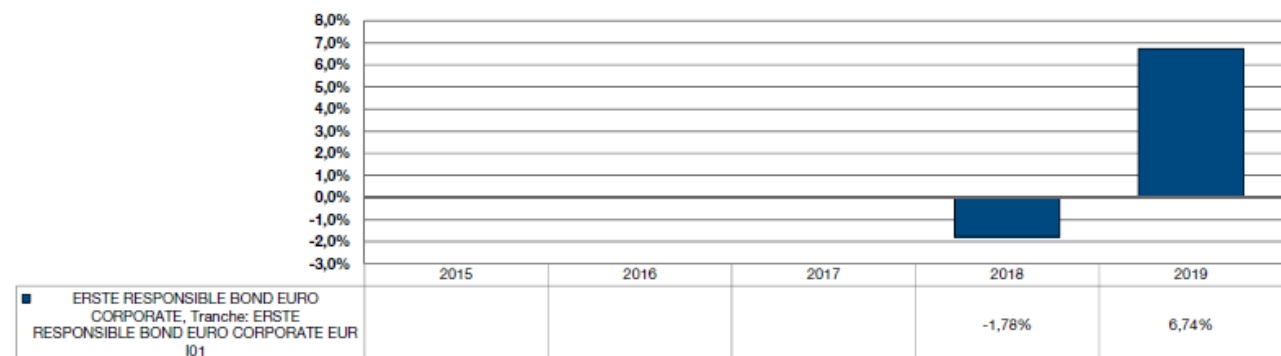 8,0%
7,0%
6,0%
5,0%
4,0%
3,0%
2,0%
1,0%
0,0%
-1,0%
-2,0%
-3,0%
2015 2016 2017 2018 2019
ERSTE RESPONSIBLE BOND EURO
CORPORATE, Tranche: ERSTE
RESPONSIBLE BOND EURO CORPORATE EUR
I01
-1,78% 6,74%